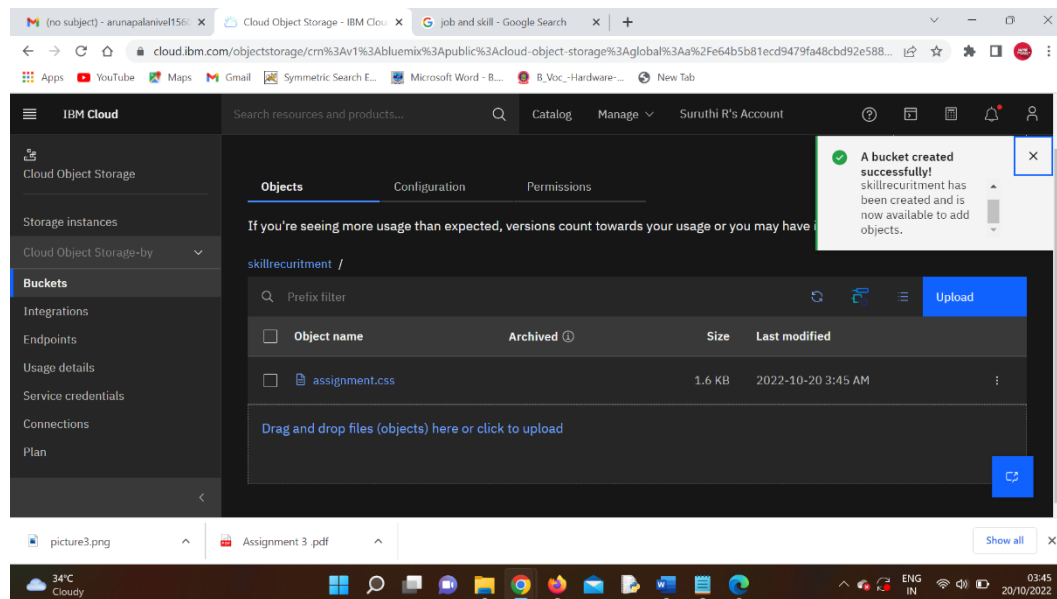 (no subject) - arunapalanivel156
Cloud Object Storage - IBM Clou
job and skill - Google Search
cloud.ibm.com/objectstorage/crn%3Av1%3Abluemix%3Apublic%3Acloud-object-storage%3Aglobal%3Aa%2Fe64b5b81ecd9479fa48cbd92e588...
Apps YouTube Maps Gmail Symmetric Search E... Microsoft Word - B.... B_Voc_-Hardware-... New Tab
IBM Cloud
Search resources and products...
Catalog Manage Suruthi R's Account
Cloud Object Storage
Storage instances
Cloud Object Storage-by
Buckets
Integrations
Endpoints
Usage details
Service credentials
Connections
Plan
A bucket created
successfully!
skillrecuritment has
been created and is
now available to add
objects.
Objects Configuration Permissions
If you're seeing more usage than expected, versions count towards your usage or you may have i
skillrecuritment /
Prefix filter
Upload
Object name Archived Size Last modified
assignment.css 1.6 KB 2022-10-20 3:45 AM
Drag and drop files (objects) here or click to upload
picture3.png
Assignment 3 .pdf
Show all
34°C
Cloudy
ENG
IN
03:45
20/10/2022